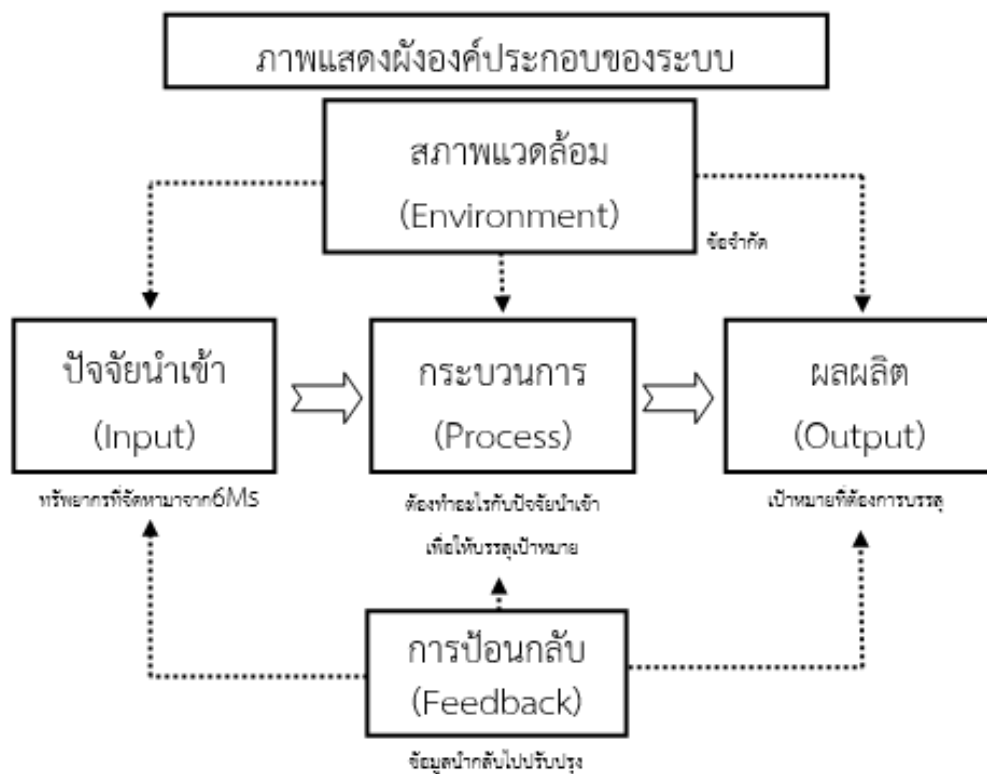 ภาพแสดงผังองค์ประกอบของระบบ
สภาพแวดล้อม
(Environment)
ข้อจำกัด
ปัจจัยนำเข้า
(Input)
ทรัพยากรที่จัดหามาจาก6Ms
กระบวนการ
(Process)
ต้องทำอะไรกับปัจจัยนำเข้า
เพื่อให้บรรลุเป้าหมาย
ผลผลิต
(Output)
เป้าหมายที่ต้องการบรรลุ
การป้อนกลับ
(Feedback)
ข้อมูลนำกลับไปปรับปรุง